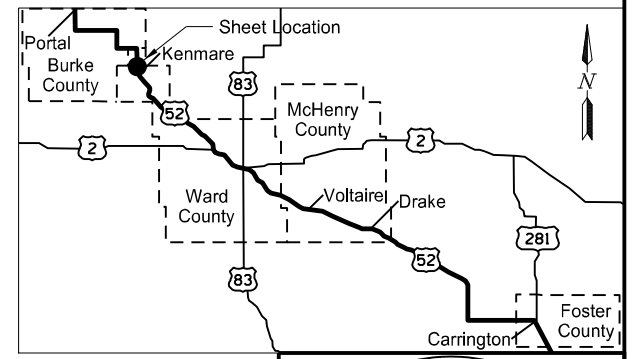 Sheet Location
Portal
Kenmare
Burke
County
83
N
52
McHenry
County
2
2
Ward
County
Voltaire
Drake
281
52
83
Foster
County
Carrington